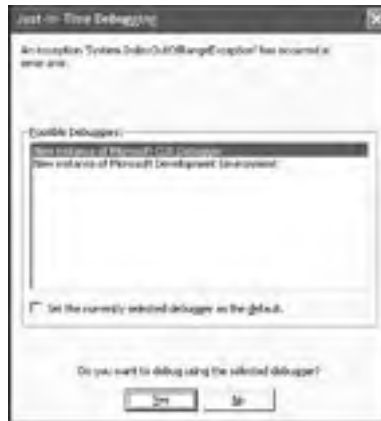 Just-In-Time Debugging
An exception 'System.IndexOutOfRangeException' has occurred in
error.exe.
Possible Debuggers:
New instance of Microsoft CLR Debugger
New instance of Microsoft Development Environment
Set the currently selected debugger as the default.
Do you want to debug using the selected debugger?
Yes
No